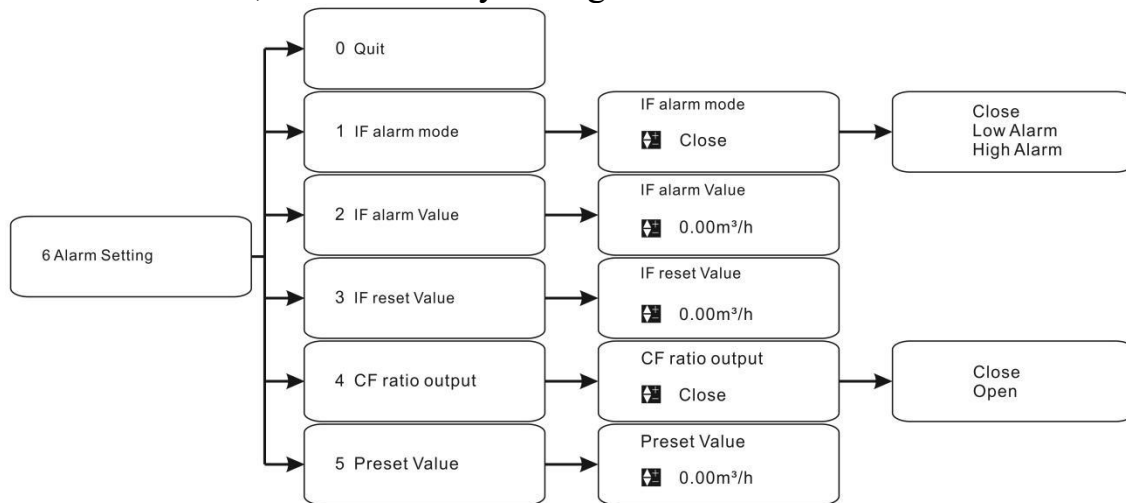 0 Quit
1 IF alarm mode
IF alarm mode
Close
Close
Low Alarm
High Alarm
2 IF alarm Value
IF alarm Value
0.00m³/h
6 Alarm Setting
3 IF reset Value
IF reset Value
0.00m³/h
4 CF ratio output
CF ratio output
Close
Close
Open
5 Preset Value
Preset Value
0.00m³/h